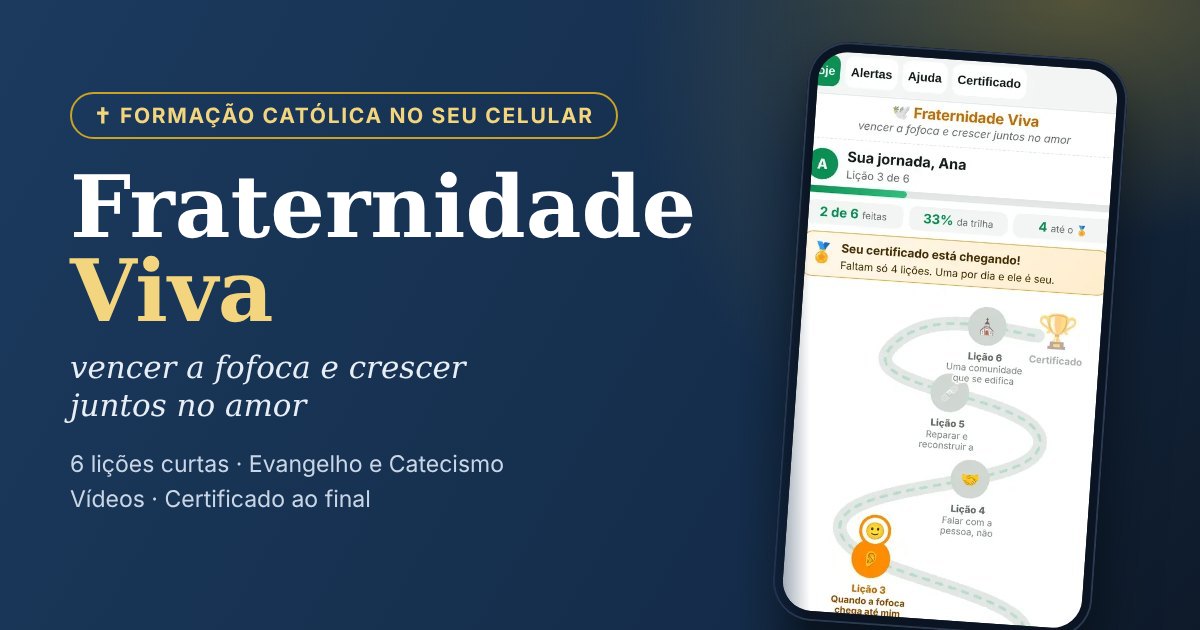 ✝ FORMAÇÃO CATÓLICA NO SEU CELULAR
Fraternidade
Viva
vencer a fofoca e crescer
juntos no amor
6 lições curtas · Evangelho e Catecismo
Vídeos · Certificado ao final
oje Alertas Ajuda Certificado
🕊️ Fraternidade Viva
vencer a fofoca e crescer juntos no amor
A
Sua jornada, Ana
Lição 3 de 6
2 de 6 feitas 33% da trilha 4 até o 🏅
Seu certificado está chegando!
Faltam só 4 lições. Uma por dia e ele é seu.
Certificado
Lição 6
Uma comunidade
que se edifica
Lição 5
Reparar e
reconstruir a
Lição 4
Falar com a
pessoa, não
Lição 3
Quando a fofoca
chega até mim